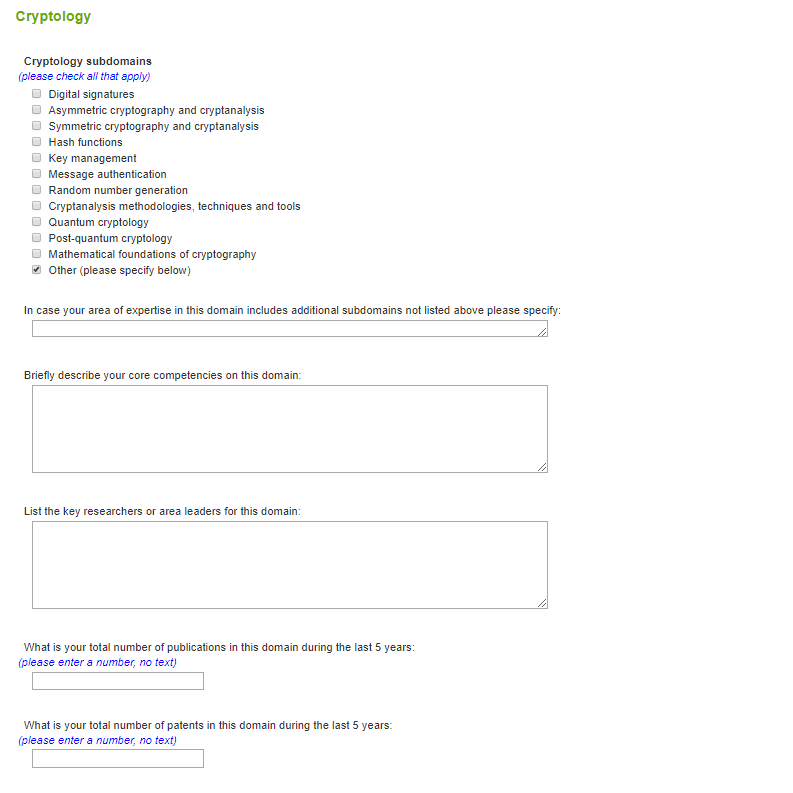 Cryptology
Cryptology subdomains
(please check all that apply)
Digital signatures
Asymmetric cryptography and cryptanalysis
Symmetric cryptography and cryptanalysis
Hash functions
Key management
Message authentication
Random number generation
Cryptanalysis methodologies, techniques and tools
Quantum cryptology
Post-quantum cryptology
Mathematical foundations of cryptography
Other (please specify below)
In case your area of expertise in this domain includes additional subdomains not listed above please specify:
Briefly describe your core competencies on this domain:
List the key researchers or area leaders for this domain:
What is your total number of publications in this domain during the last 5 years:
(please enter a number, no text)
What is your total number of patents in this domain during the last 5 years:
(please enter a number, no text)